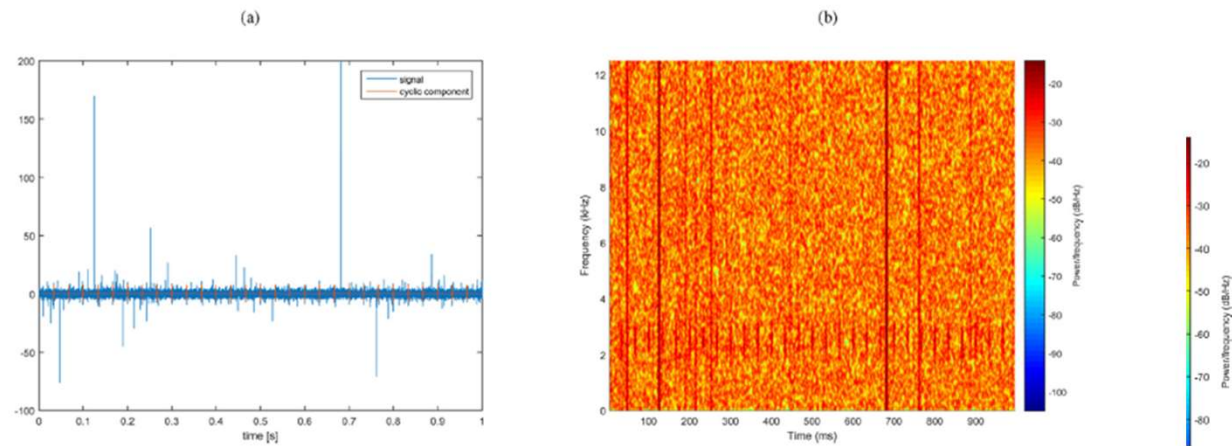 (a)
(b)
200
150
100
50
0
-50
-100
0 0.1 0.2 0.3 0.4 0.5 0.6 0.7 0.8 0.9 1
time [s]
signal
cyclic component
12
10
8
6
4
2
0
Frequency (kHz)
100 200 300 400 500 600 700 800 900
Time (ms)
-20
-30
-40
-50
-60
-70
-80
-90
-100
Power/frequency (dB/Hz)
-20
-30
-40
-50
-60
-70
-80
Power/frequency (dB/Hz)